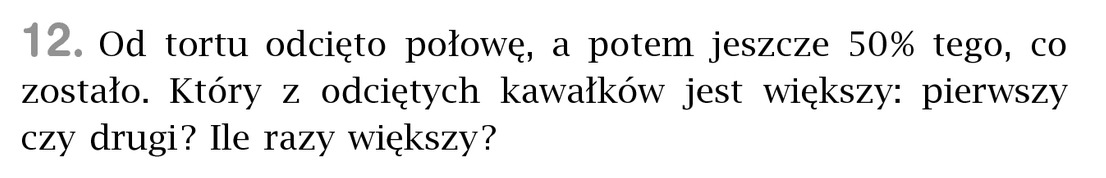 12. Od tortu odcięto połowę, a potem jeszcze 50% tego, co
zostało. Który z odciętych kawałków jest większy: pierwszy
czy drugi? Ile razy większy?